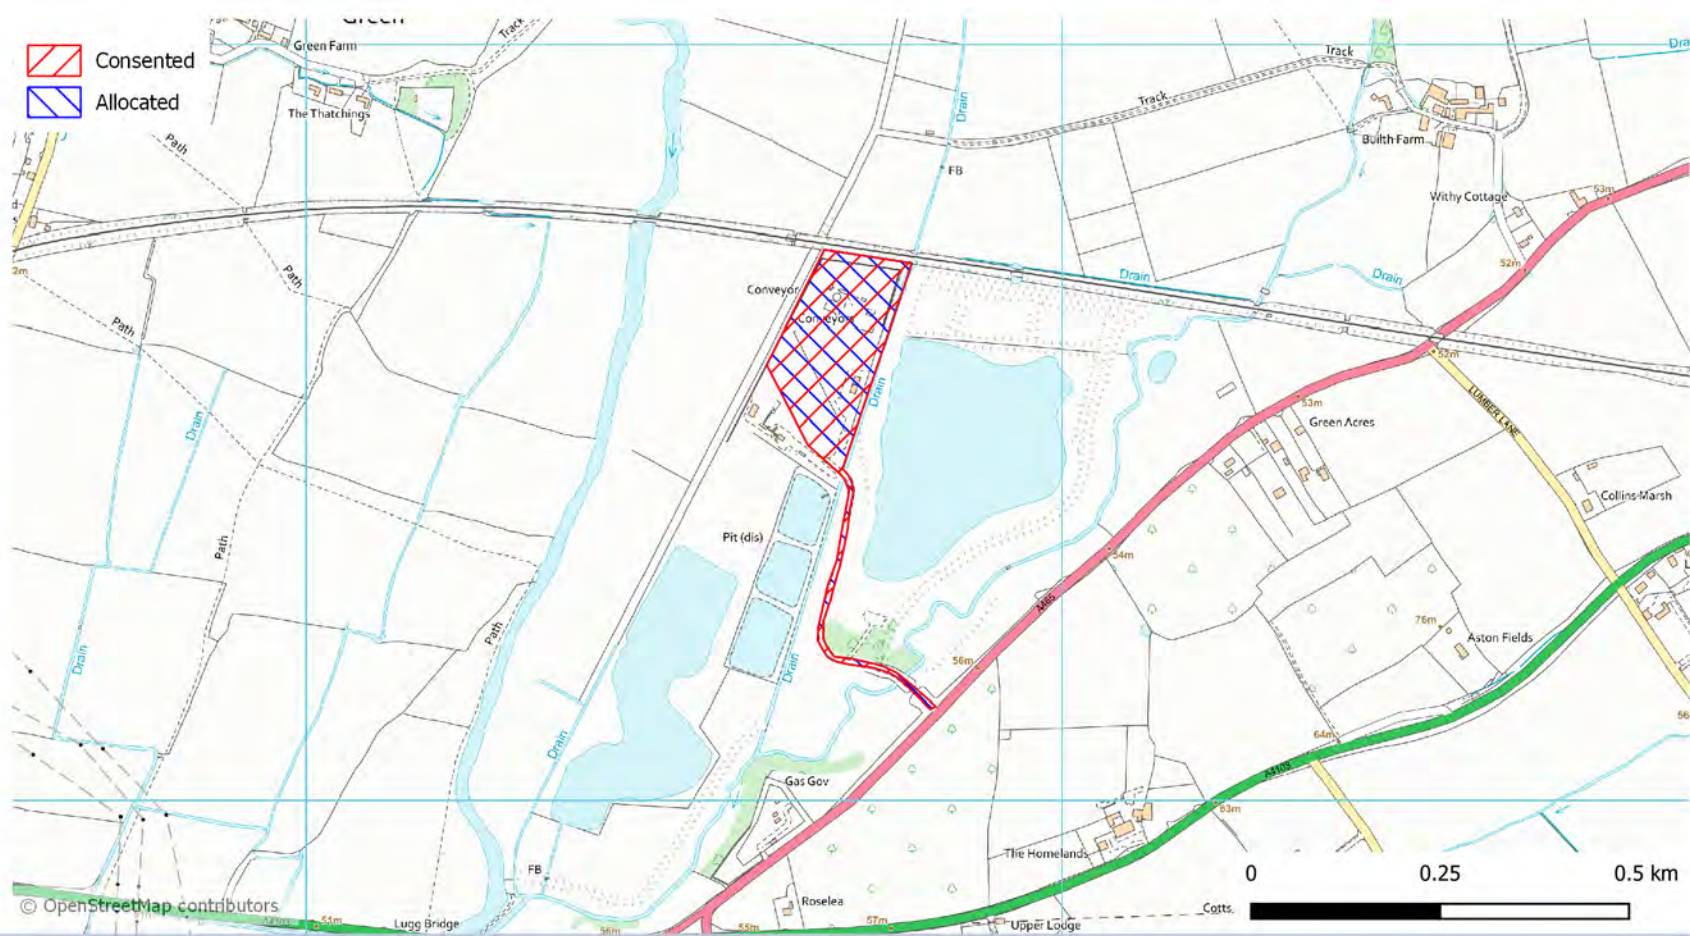 Green
Track
Green Farm
Consented
Allocated
The Thatchings
Path
Drain
FB
Track
Track
Builth Farm
Drain
Withy Cottage
53m
52m
Path
Path
Conveyor
Conveyor
Drain
Drain
52m
LUMBER LANE
53m
Green Acres
Drain
Drain
Collins Marsh
Pit (dis)
Path
54m
A465
76m
Aston Fields
Path
Drain
Drain
56m
56
64m
Drain
A4103
Gas Gov
63m
The Homelands
FB
0 0.25 0.5 km
© OpenStreetMap contributors
53m
Lugg Bridge
56m
Roselea
55m
57m
Upper Lodge
Cotts